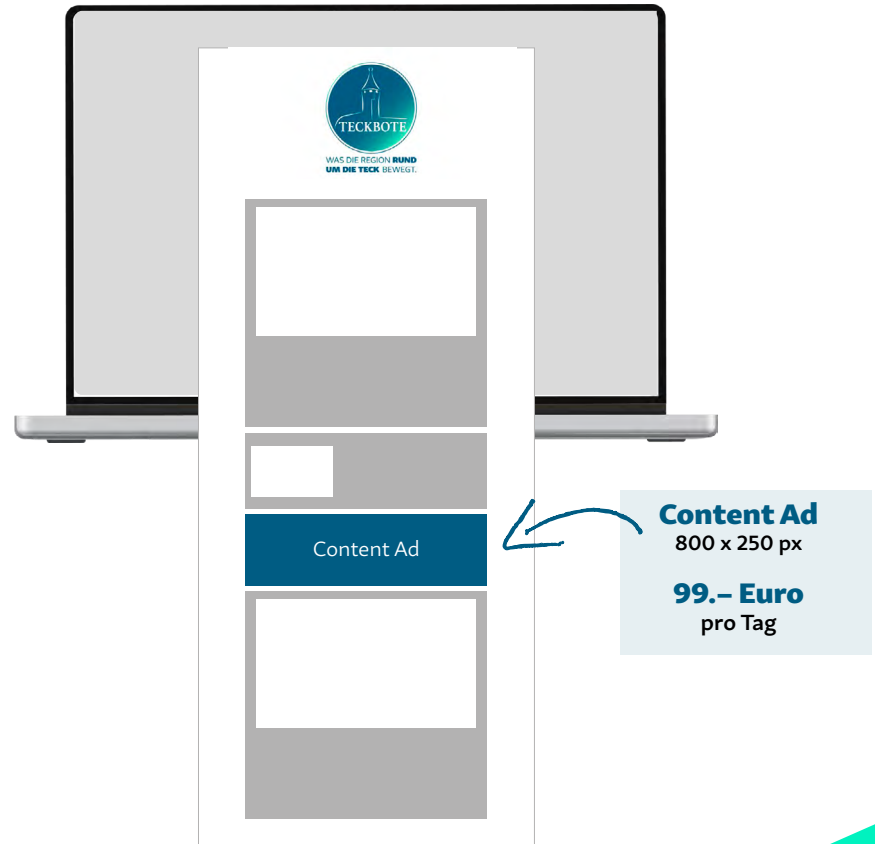 TECKBOTE
WAS DIE REGION RUND
UM DIE TECK BEWEGT.
Content Ad
Content Ad
800 x 250 px
99.– Euro
pro Tag